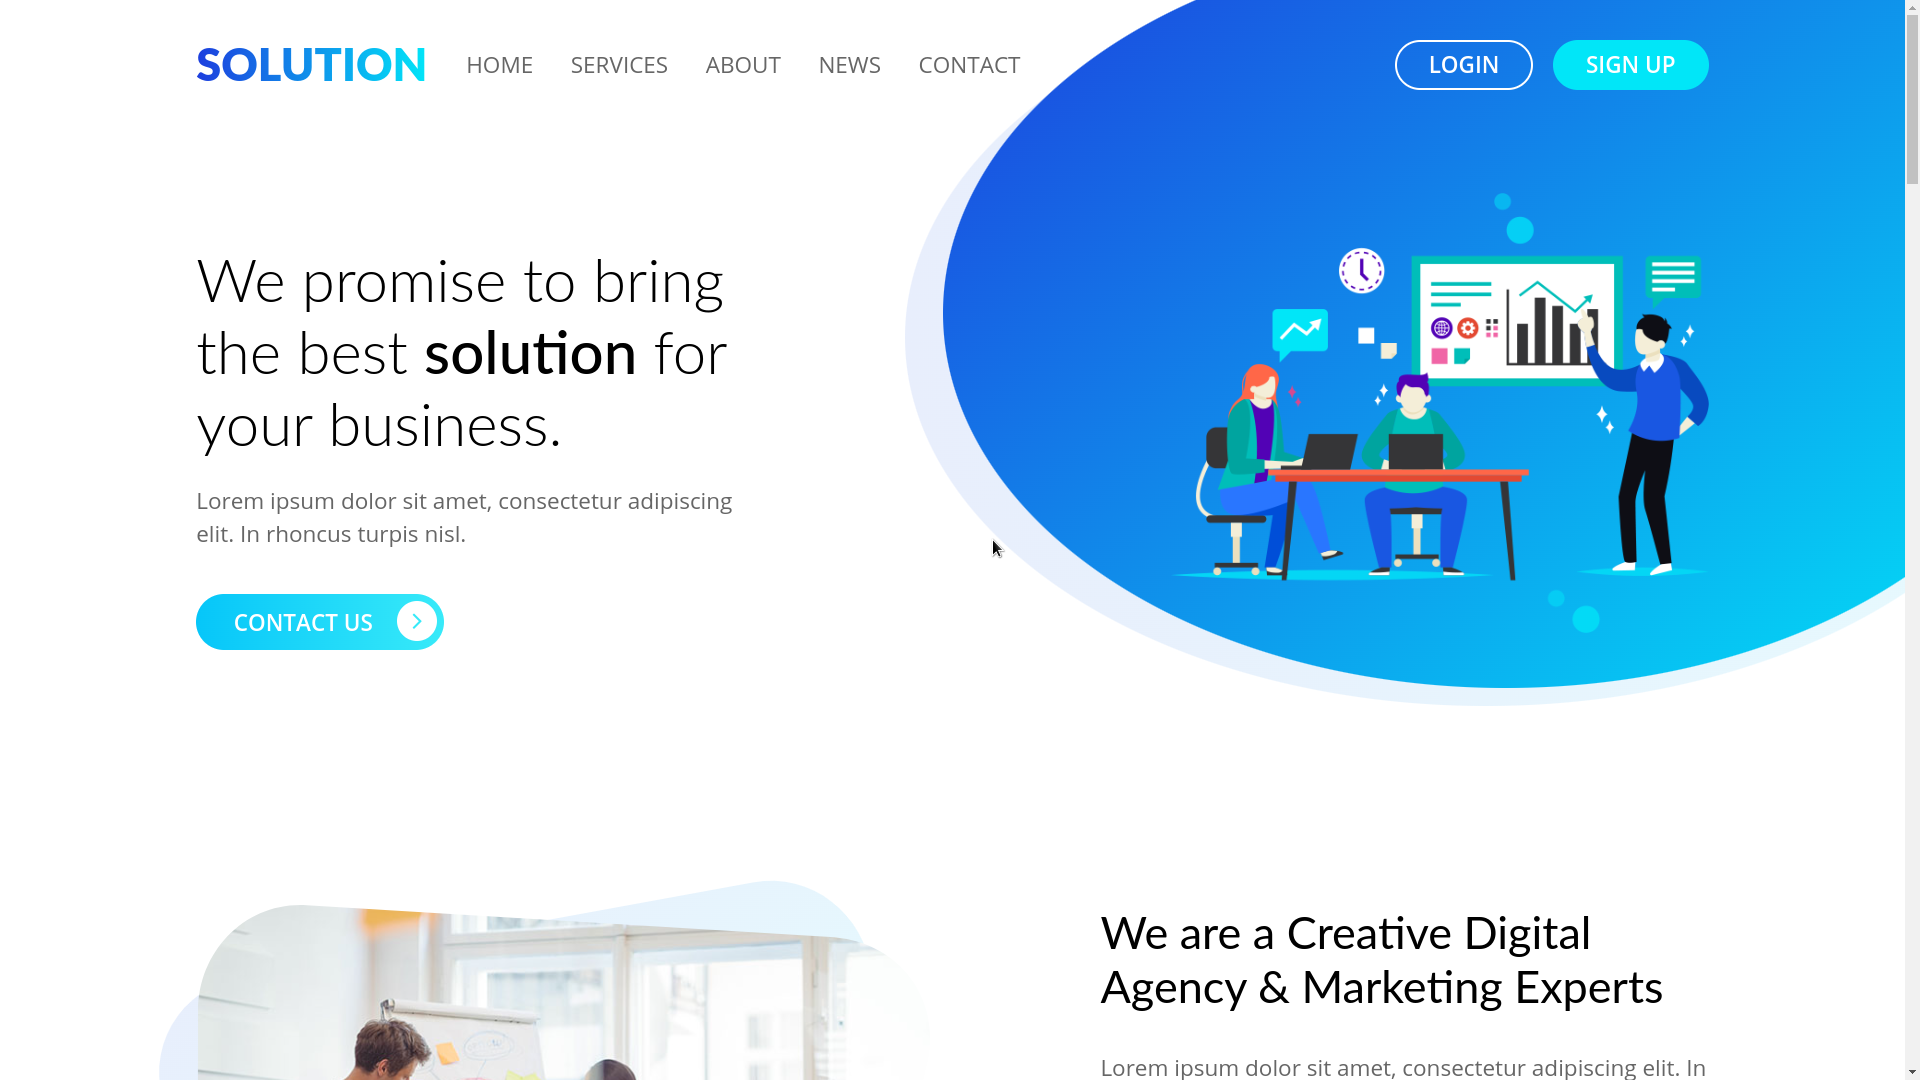 SOLUTION
HOME
SERVICES
ABOUT
NEWS
CONTACT
LOGIN
SIGN UP
We promise to bring
the best solution for
your business.
Lorem ipsum dolor sit amet, consectetur adipiscing
elit. In rhoncus turpis nisl.
CONTACT US
We are a Creative Digital
Agency & Marketing Experts
Lorem ipsum dolor sit amet, consectetur adipiscing elit. In